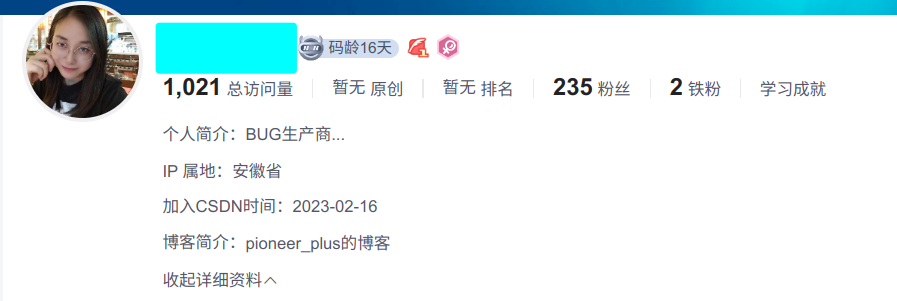 码龄16天
1,021 总访问量 暂无 原创 暂无 排名 235 粉丝 2 铁粉 学习成就
个人简介：BUG生产商...
IP 属地：安徽省
加入CSDN时间：2023-02-16
博客简介：pioneer_plus的博客
收起详细资料